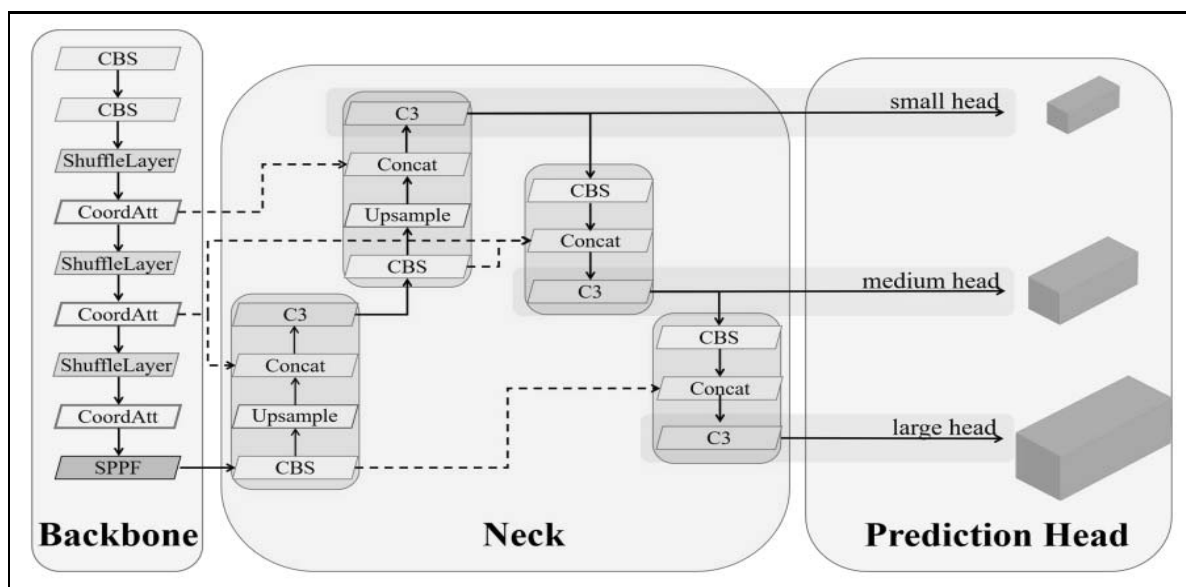 CBS
CBS
ShuffleLayer
CoordAtt
ShuffleLayer
CoordAtt
ShuffleLayer
CoordAtt
SPPF
Backbone
C3
Concat
Upsample
CBS
C3
Concat
Upsample
CBS
CBS
Concat
C3
CBS
Concat
C3
Neck
small head
medium head
large head
Prediction Head